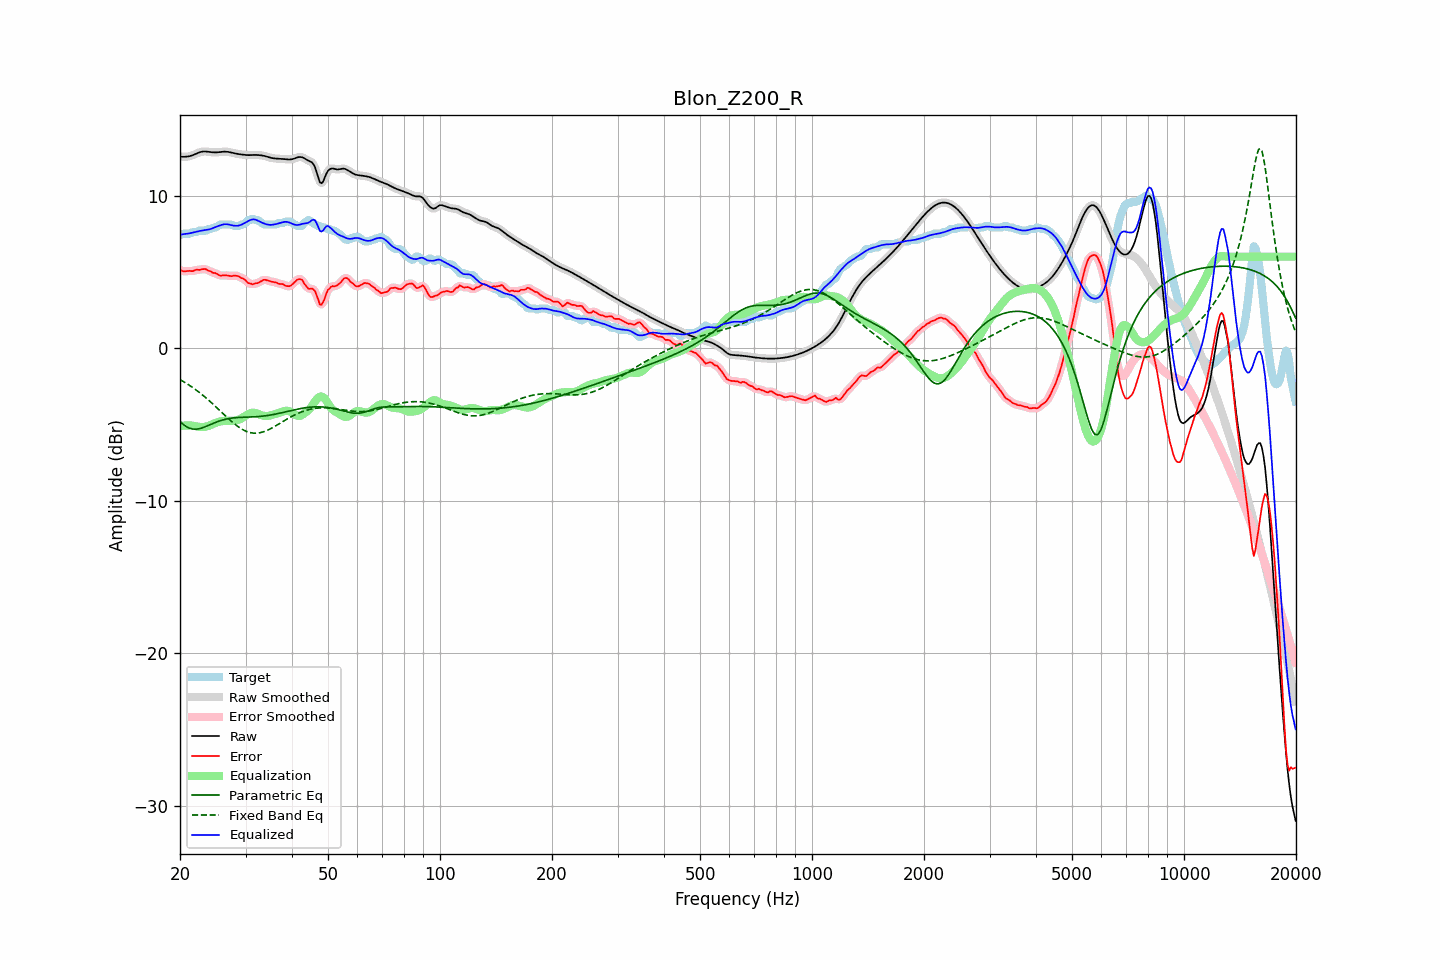 Blon_Z200_R
10
0
−10
−20
−30
Amplitude (dBr)
Target
Raw Smoothed
Error Smoothed
Raw
Error
Equalization
Parametric Eq
Fixed Band Eq
Equalized
20 50 100 200 500 1000 2000 5000 10000 20000
Frequency (Hz)